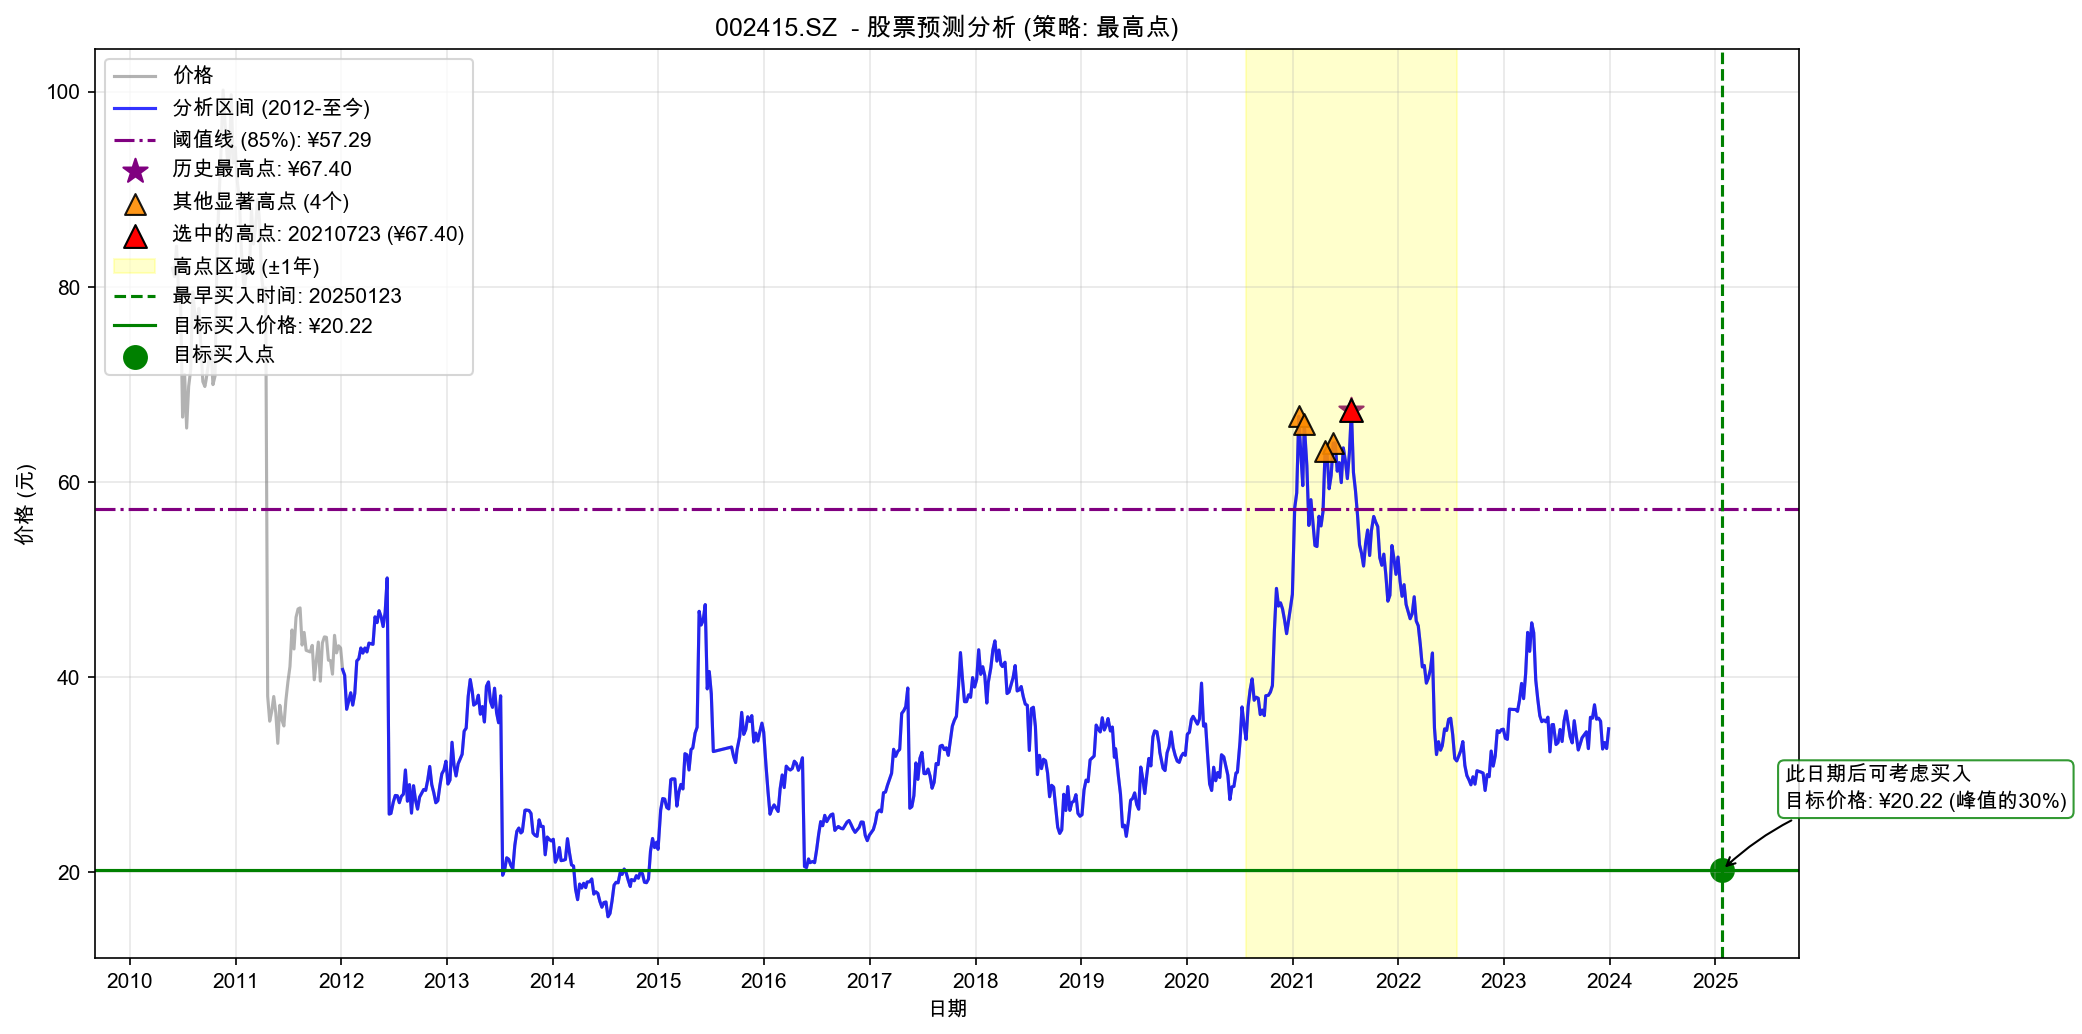 002415.SZ - 股票预测分析 (策略: 最高点)
价格
分析区间 (2012-至今)
阈值线 (85%): ¥57.29
历史最高点: ¥67.40
其他显著高点 (4个)
选中的高点: 20210723 (¥67.40)
高点区域 (±1年)
最早买入时间: 20250123
目标买入价格: ¥20.22
目标买入点
价格 (元)
100
80
60
40
20
此日期后可考虑买入
目标价格: ¥20.22 (峰值的30%)
2010 2011 2012 2013 2014 2015 2016 2017 2018 2019 2020 2021 2022 2023 2024 2025
日期